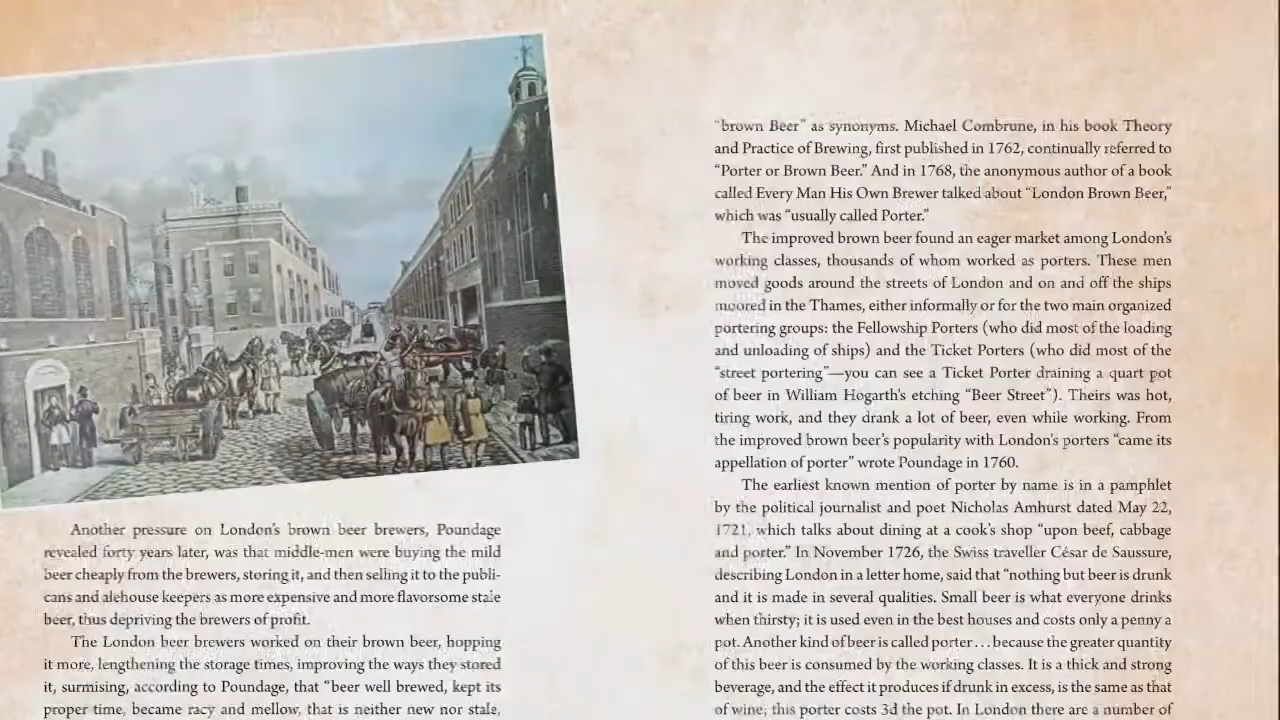 Another pressure on London's brown beer brewers, Poundage
revealed forty years later, was that middle-men were buying the mild
beer cheaply from the brewers, storing it, and then selling it to the publi-
cans and alehouse keepers as more expensive and more flavorsome stale
beer, thus depriving the brewers of profit.
The London beer brewers worked on their brown beer, hopping
it more, lengthening the storage times, improving the ways they stored
it, surmising, according to Poundage, that “beer well brewed, kept its
proper time, became racy and mellow, that is neither new nor stale,
“brown Beer” as synonyms. Michael Combrune, in his book Theory
and Practice of Brewing, first published in 1762, continually referred to
“Porter or Brown Beer.” And in 1768, the anonymous author of a book
called Every Man His Own Brewer talked about “London Brown Beer,”
which was “usually called Porter.”
The improved brown beer found an eager market among London's
working classes, thousands of whom worked as porters. These men
moved goods around the streets of London and on and off the ships
moored in the Thames, either informally or for the two main organized
portering groups: the Fellowship Porters (who did most of the loading
and unloading of ships) and the Ticket Porters (who did most of the
“street portering”—you can see a Ticket Porter draining a quart pot
of beer in William Hogarth's etching “Beer Street”). Theirs was hot,
tiring work, and they drank a lot of beer, even while working. From
the improved brown beer's popularity with London's porters “came its
appellation of porter” wrote Poundage in 1760.
The earliest known mention of porter by name is in a pamphlet
by the political journalist and poet Nicholas Amhurst dated May 22,
1721, which talks about dining at a cook's shop “upon beef, cabbage
and porter.” In November 1726, the Swiss traveller César de Saussure,
describing London in a letter home, said that “nothing but beer is drunk
and it is made in several qualities. Small beer is what everyone drinks
when thirsty; it is used even in the best houses and costs only a penny a
pot. Another kind of beer is called porter…because the greater quantity
of this beer is consumed by the working classes. It is a thick and strong
beverage, and the effect it produces if drunk in excess, is the same as that
of wine; this porter costs 3d the pot. In London there are a number of